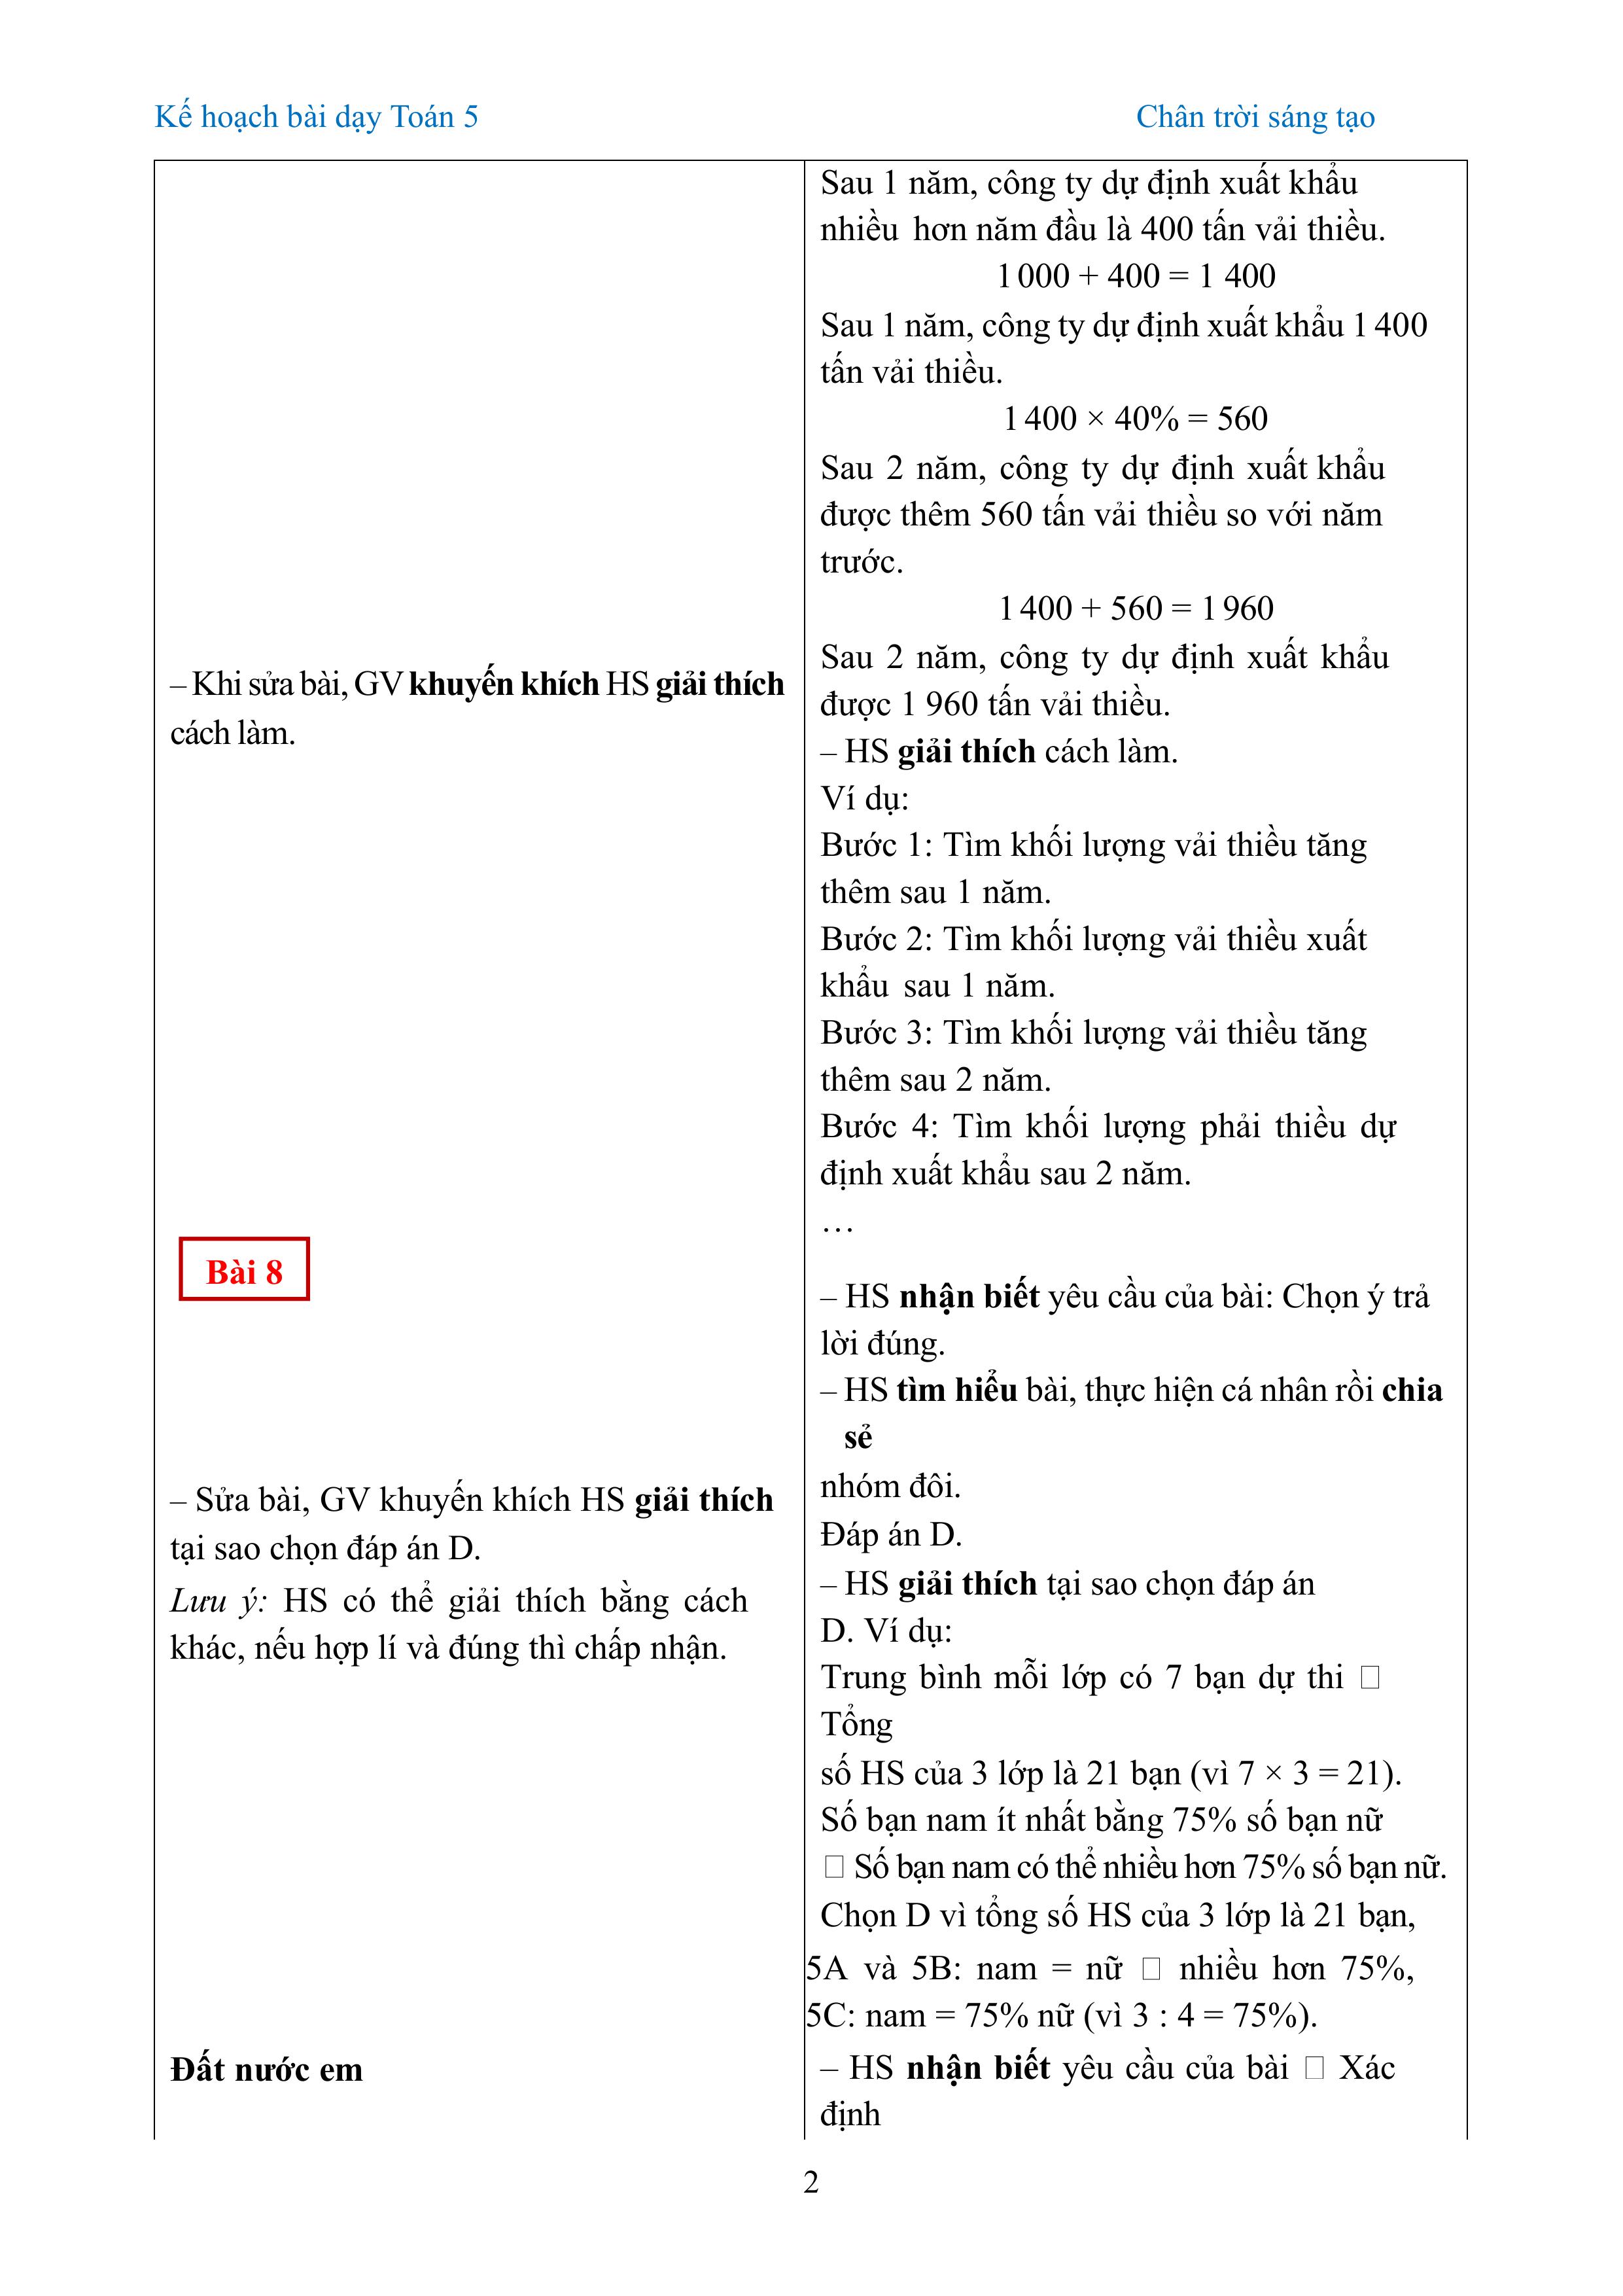 Kế hoạch bài dạy Toán 5
Chân trời sáng tạo
– Khi sửa bài, GV khuyến khích HS giải thích
cách làm.
Bài 8
– Sửa bài, GV khuyến khích HS giải thích
tại sao chọn đáp án D.
Lưu ý: HS có thể giải thích bằng cách
khác, nếu hợp lí và đúng thì chấp nhận.
Đất nước em
Sau 1 năm, công ty dự định xuất khẩu
nhiều hơn năm đầu là 400 tấn vải thiều.
1 000 + 400 = 1 400
Sau 1 năm, công ty dự định xuất khẩu 1 400
tấn vải thiều.
1 400 × 40% = 560
Sau 2 năm, công ty dự định xuất khẩu
được thêm 560 tấn vải thiều so với năm
trước.
1 400 + 560 = 1 960
Sau 2 năm, công ty dự định xuất khẩu
được 1 960 tấn vải thiều.
– HS giải thích cách làm.
Ví dụ:
Bước 1: Tìm khối lượng vải thiều tăng
thêm sau 1 năm.
Bước 2: Tìm khối lượng vải thiều xuất
khẩu sau 1 năm.
Bước 3: Tìm khối lượng vải thiều tăng
thêm sau 2 năm.
Bước 4: Tìm khối lượng phải thiều dự
định xuất khẩu sau 2 năm.
…
– HS nhận biết yêu cầu của bài: Chọn ý trả
lời đúng.
– HS tìm hiểu bài, thực hiện cá nhân rồi chia
sẻ
nhóm đôi.
Đáp án D.
– HS giải thích tại sao chọn đáp án
D. Ví dụ:
Trung bình mỗi lớp có 7 bạn dự thi □
Tổng
số HS của 3 lớp là 21 bạn (vì 7 × 3 = 21).
Số bạn nam ít nhất bằng 75% số bạn nữ
□ Số bạn nam có thể nhiều hơn 75% số bạn nữ.
Chọn D vì tổng số HS của 3 lớp là 21 bạn,
5A và 5B: nam = nữ □ nhiều hơn 75%,
5C: nam = 75% nữ (vì 3 : 4 = 75%).
– HS nhận biết yêu cầu của bài □ Xác
định
2